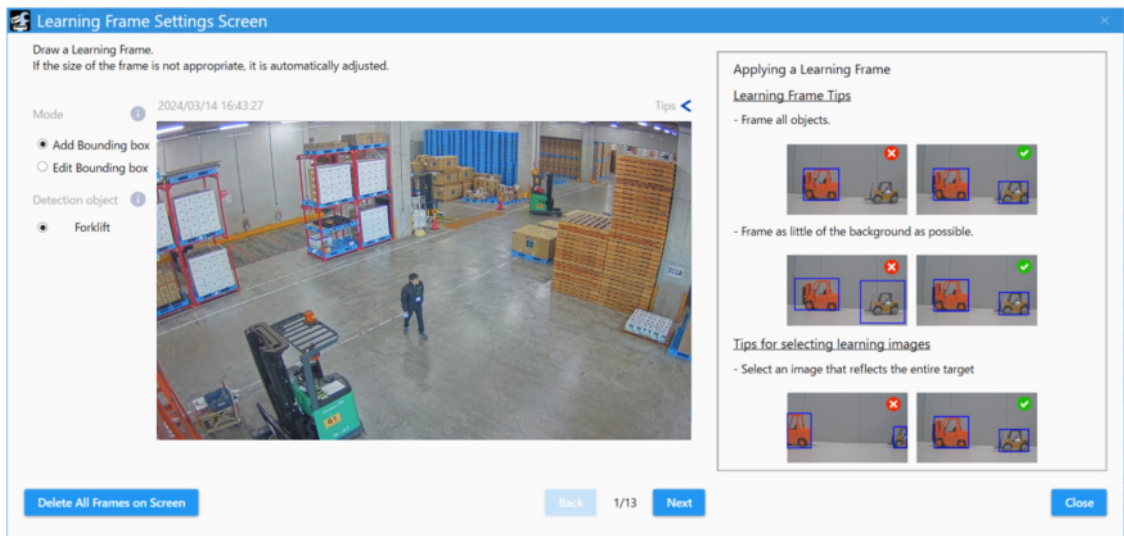 Learning Frame Settings Screen
Draw a Learning Frame.
If the size of the frame is not appropriate, it is automatically adjusted.
Mode
2024/03/14 16:43:27
Tips
Add Bounding box
Edit Bounding box
Detection object
Forklift
Applying a Learning Frame
Learning Frame Tips
- Frame all objects.
- Frame as little of the background as possible.
Tips for selecting learning images
- Select an image that reflects the entire target
Delete All Frames on Screen
Back
1/13
Next
Close